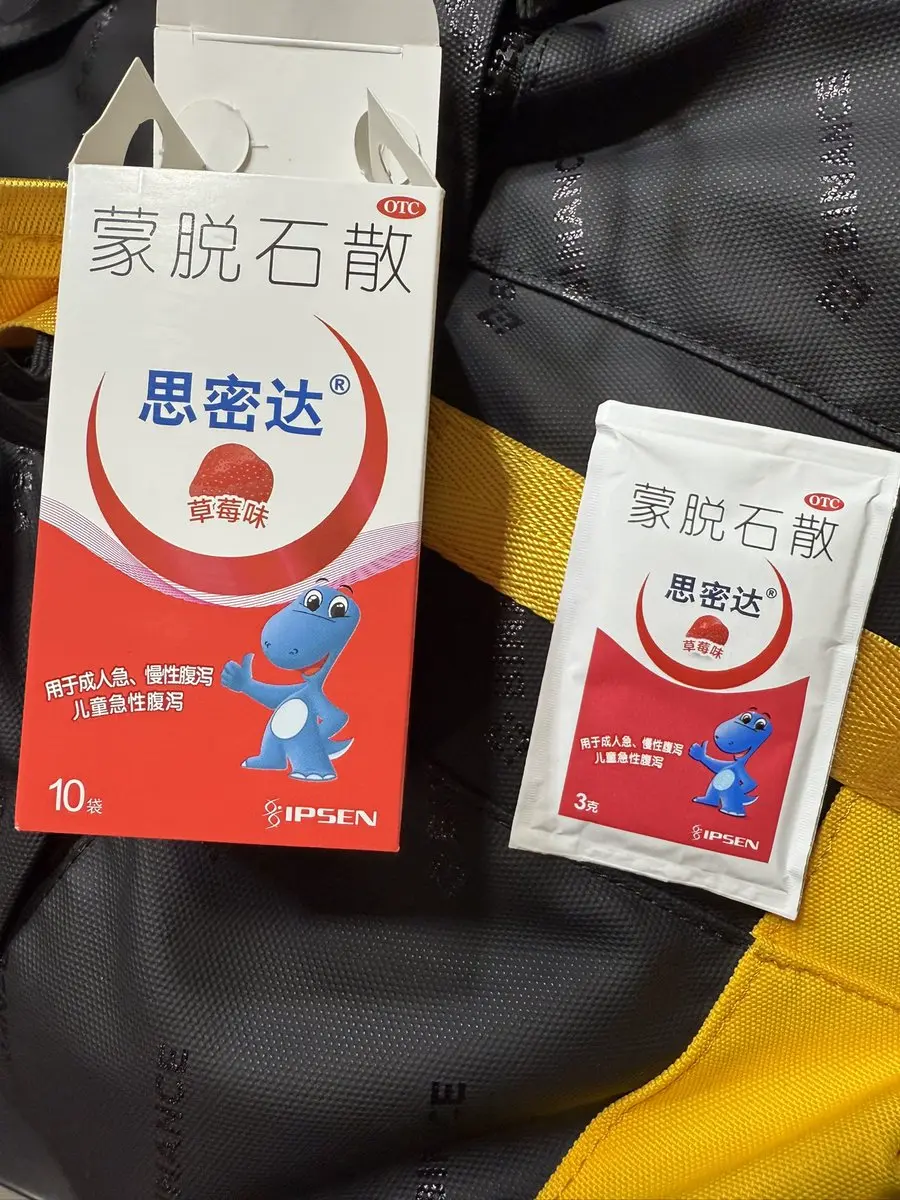 OTC
蒙脱石散
思密达®
草莓味
用于成人急、慢性腹泻
儿童急性腹泻
10袋
IPSEN
OTC
蒙脱石散
思密达®
草莓味
用于成人急、慢性腹泻
儿童急性腹泻
3克
IPSEN